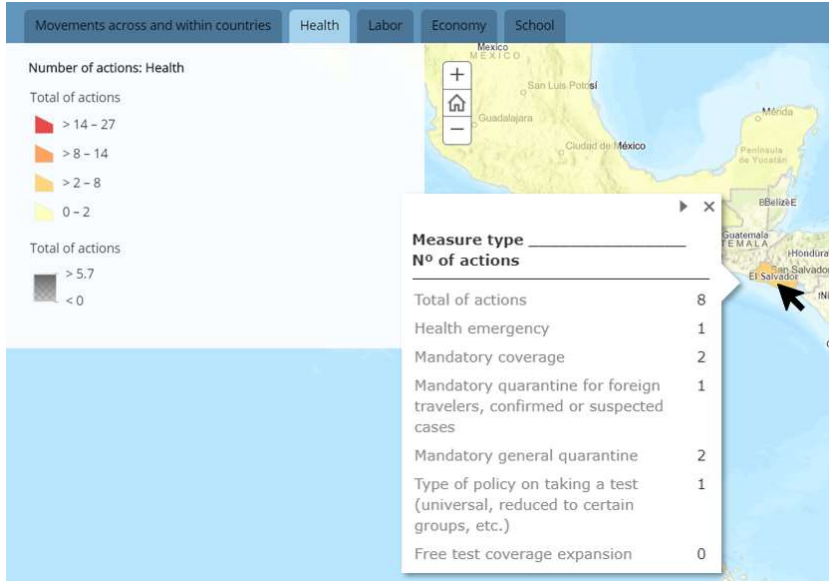 Movements across and within countries
Health
Labor
Economy
School
Number of actions: Health
Total of actions
> 14 – 27
> 8 – 14
> 2 – 8
0 – 2
Total of actions
> 5.7
< 0
Mexico
MÉXICO
San Luis Potosí
Guadalajara
Ciudad de México
Mérida
Península
de Yucatán
Guatemala
San Salvador
El Salvador
Measure type
Nº of actions
Total of actions 8
Health emergency 1
Mandatory coverage 2
Mandatory quarantine for foreign 1
travelers, confirmed or suspected
cases
Mandatory general quarantine 2
Type of policy on taking a test 1
(universal, reduced to certain
groups, etc.)
Free test coverage expansion 0